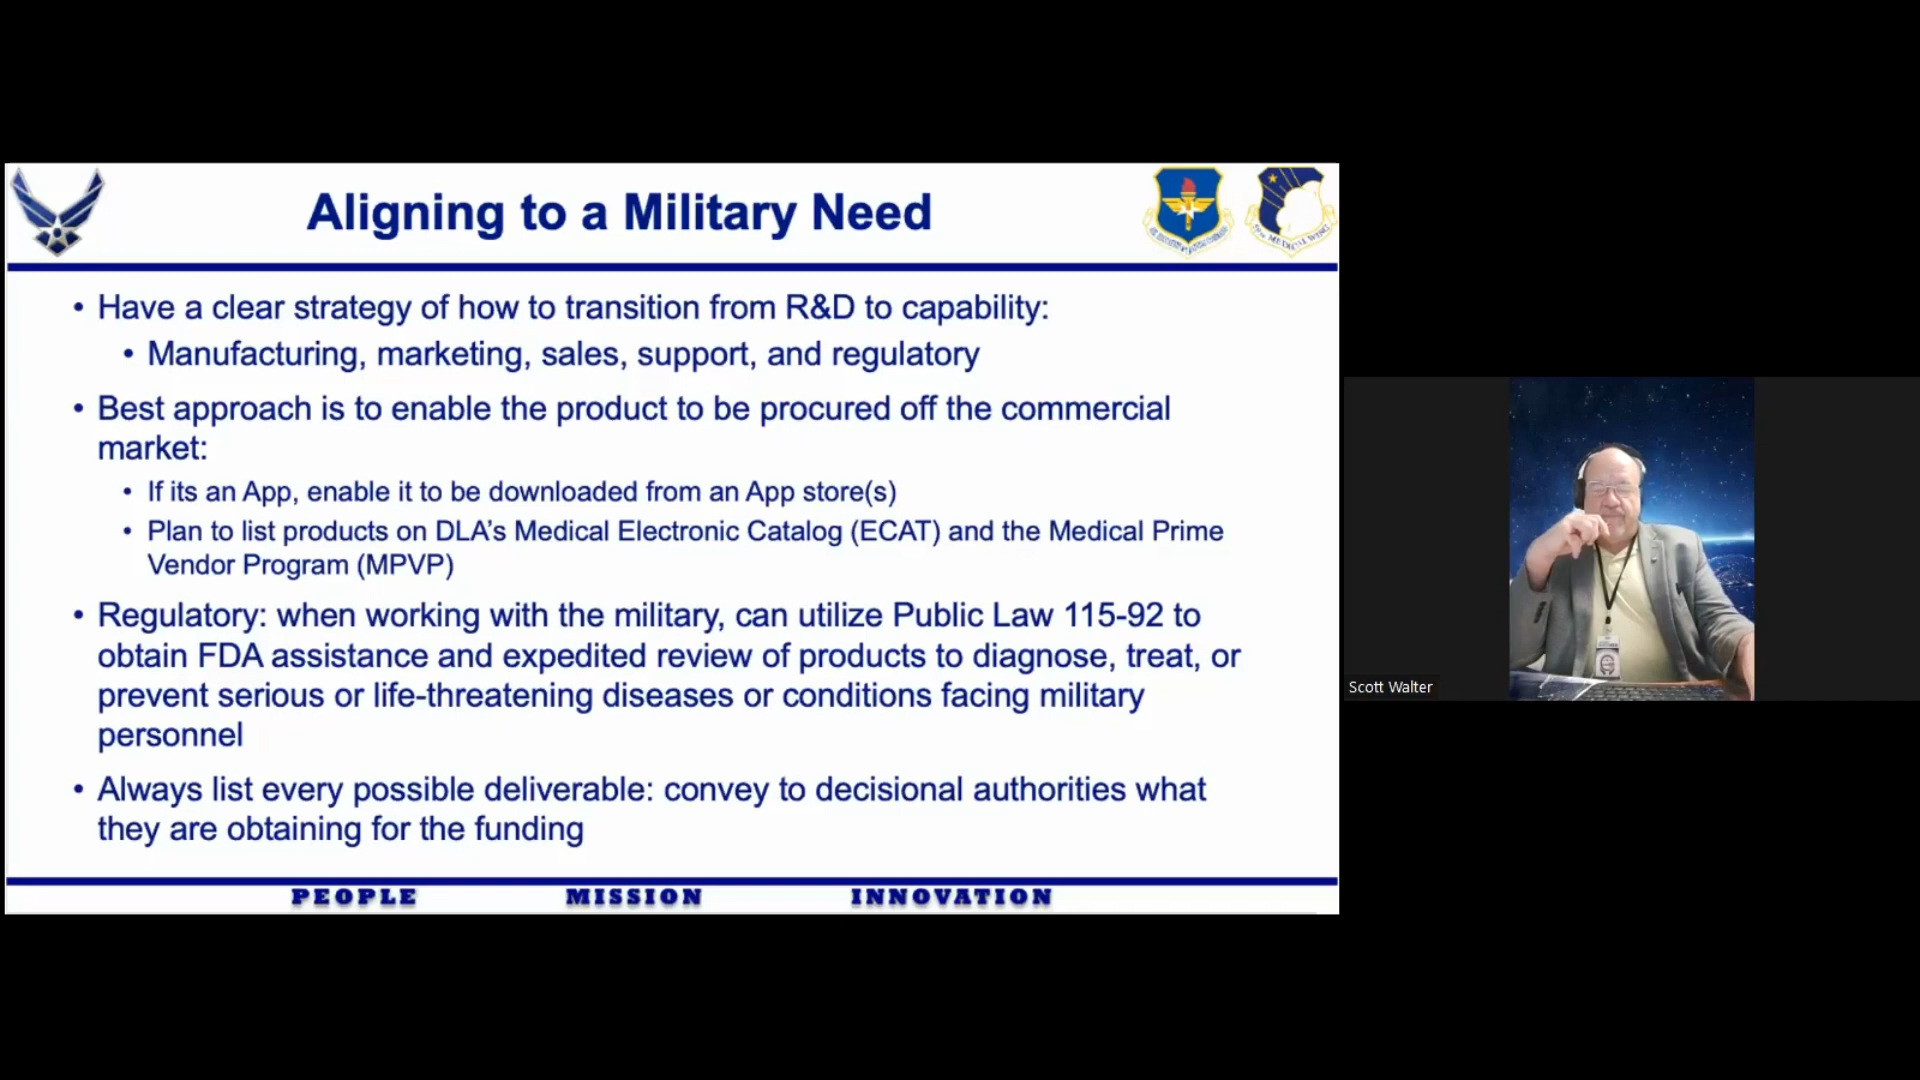 Aligning to a Military Need
• Have a clear strategy of how to transition from R&D to capability:
• Manufacturing, marketing, sales, support, and regulatory
• Best approach is to enable the product to be procured off the commercial
market:
• If its an App, enable it to be downloaded from an App store(s)
• Plan to list products on DLA's Medical Electronic Catalog (ECAT) and the Medical Prime
Vendor Program (MPVP)
• Regulatory: when working with the military, can utilize Public Law 115-92 to
obtain FDA assistance and expedited review of products to diagnose, treat, or
prevent serious or life-threatening diseases or conditions facing military
personnel
• Always list every possible deliverable: convey to decisional authorities what
they are obtaining for the funding
PEOPLE MISSION INNOVATION
MEDICAL WING
Scott Walter